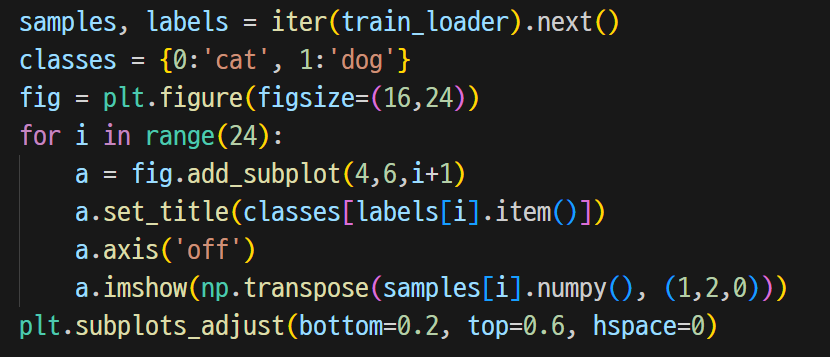 samples, labels = iter(train_loader).next()
classes = {0:'cat', 1:'dog'}
fig = plt.figure(figsize=(16,24))
for i in range(24):
    a = fig.add_subplot(4,6,i+1)
    a.set_title(classes[labels[i].item()])
    a.axis('off')
    a.imshow(np.transpose(samples[i].numpy(), (1,2,0)))
plt.subplots_adjust(bottom=0.2, top=0.6, hspace=0)